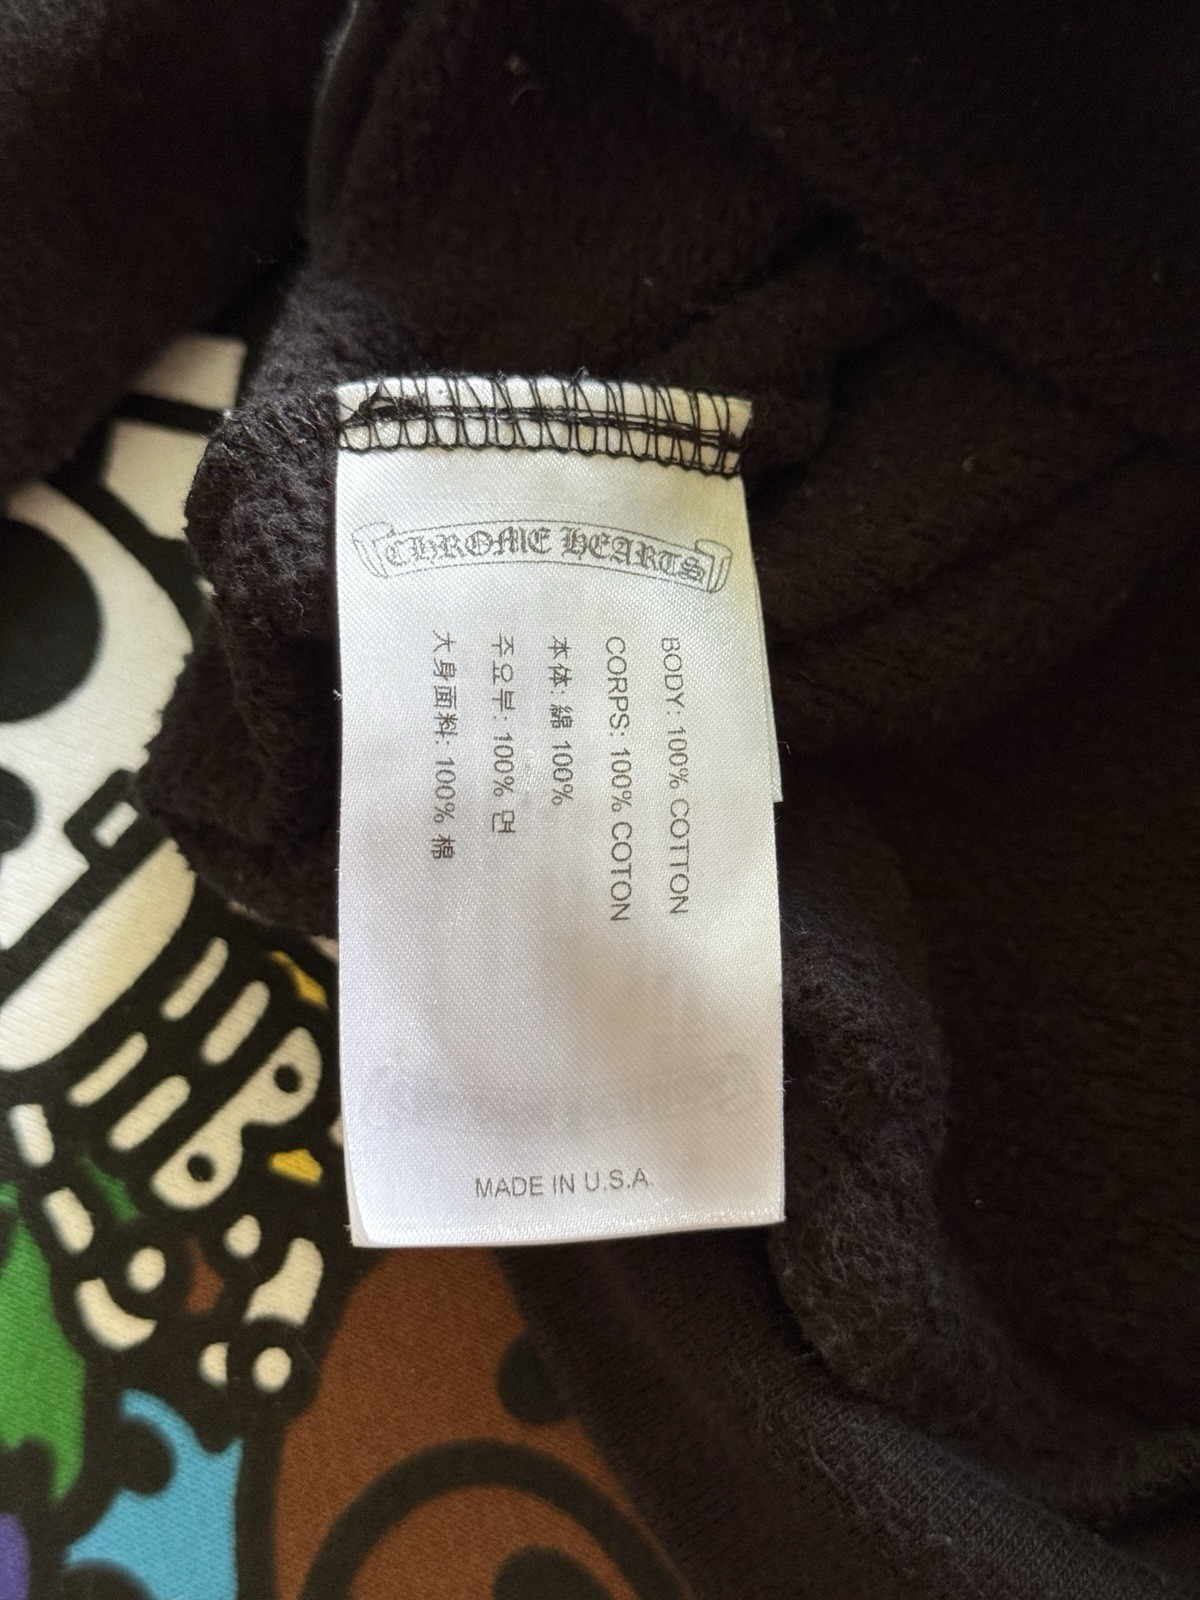 CHROME HEARTS
BODY: 100% COTTON
CORPS: 100% COTON
本体: 綿 100%
주요부: 100% 면
大身面料: 100% 棉
MADE IN U.S.A.